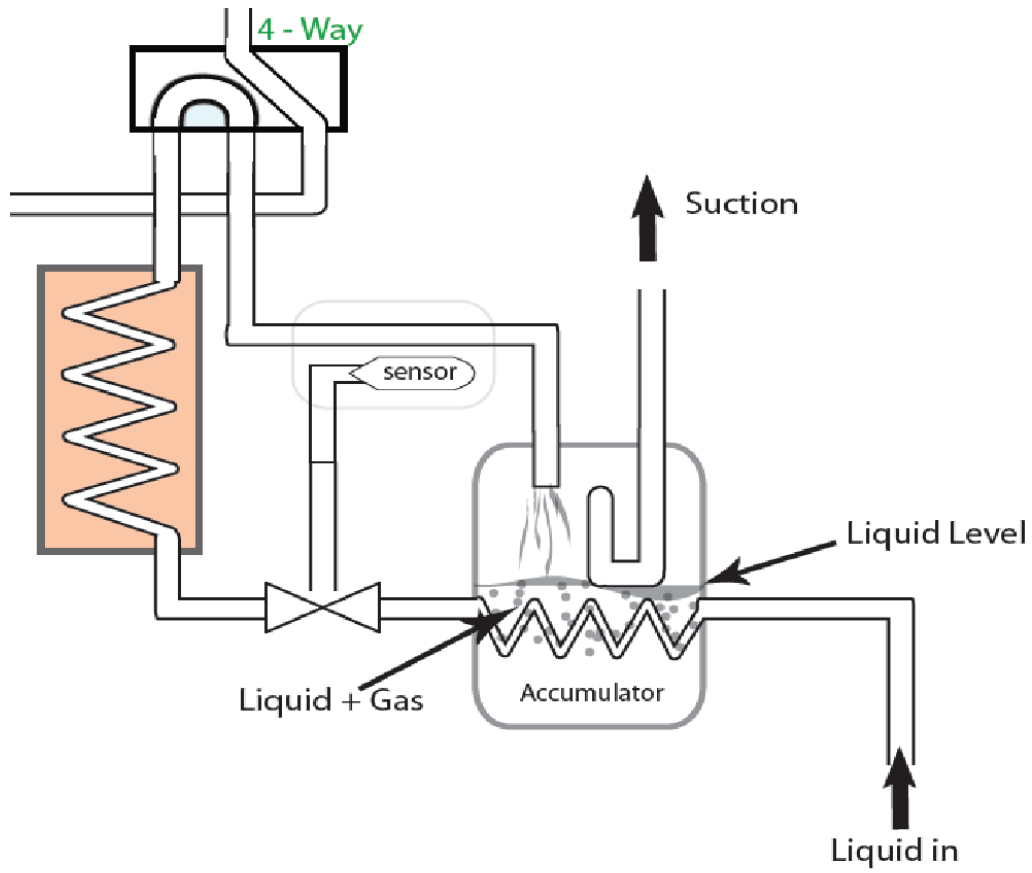 4 - Way
Suction
sensor
Liquid Level
Liquid + Gas
Accumulator
Liquid in